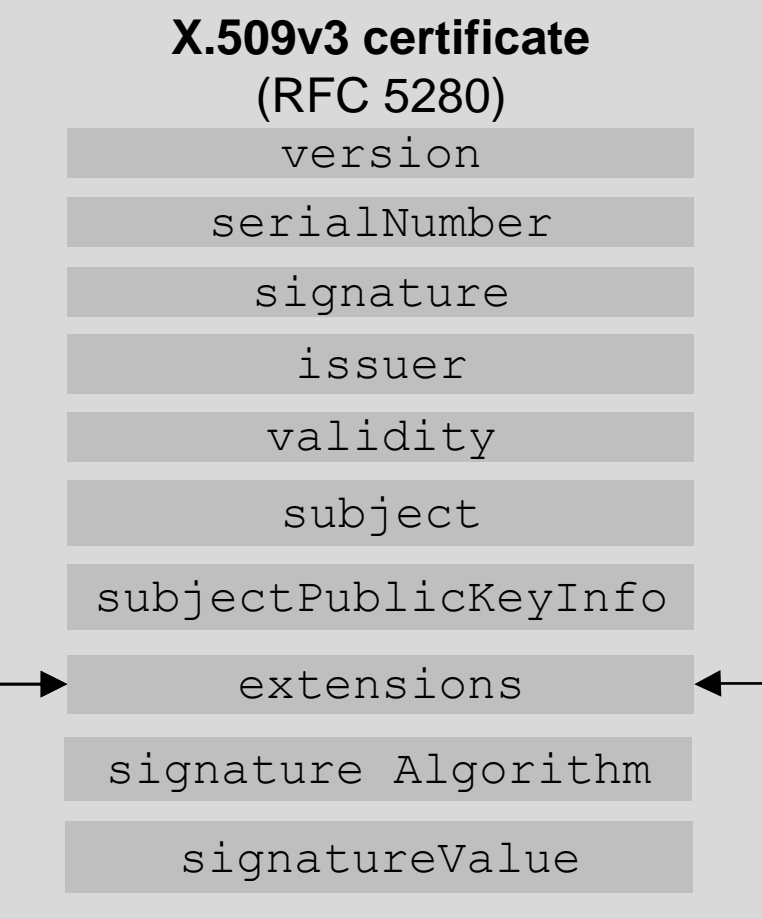 X.509v3 certificate
(RFC 5280)
version
serialNumber
signature
issuer
validity
subject
subjectPublicKeyInfo
extensions
signature Algorithm
signatureValue